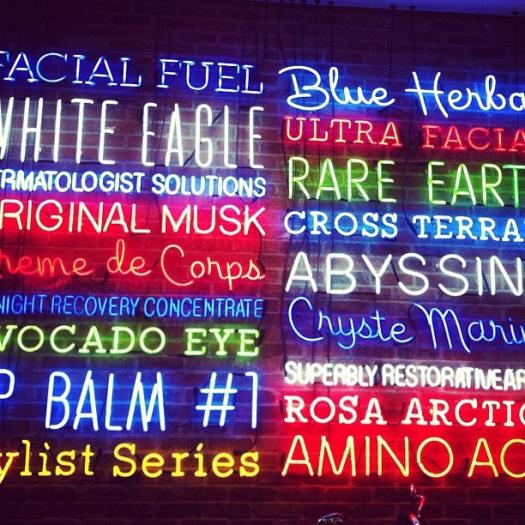 FACIAL FUEL
WHITE EAGLE
RMATOLOGIST SOLUTIONS
RIGINAL MUSK
reme de Corps
NIGHT RECOVERY CONCENTRATE
VOCADO EYE
P BALM #1
ylist Series
Blue Herba
ULTRA FACIA
RARE EART
CROSS TERRA
ABYSSIN
Cryste Marin
SUPERBLY RESTORATIVE AR
ROSA ARCTIC
AMINO AC